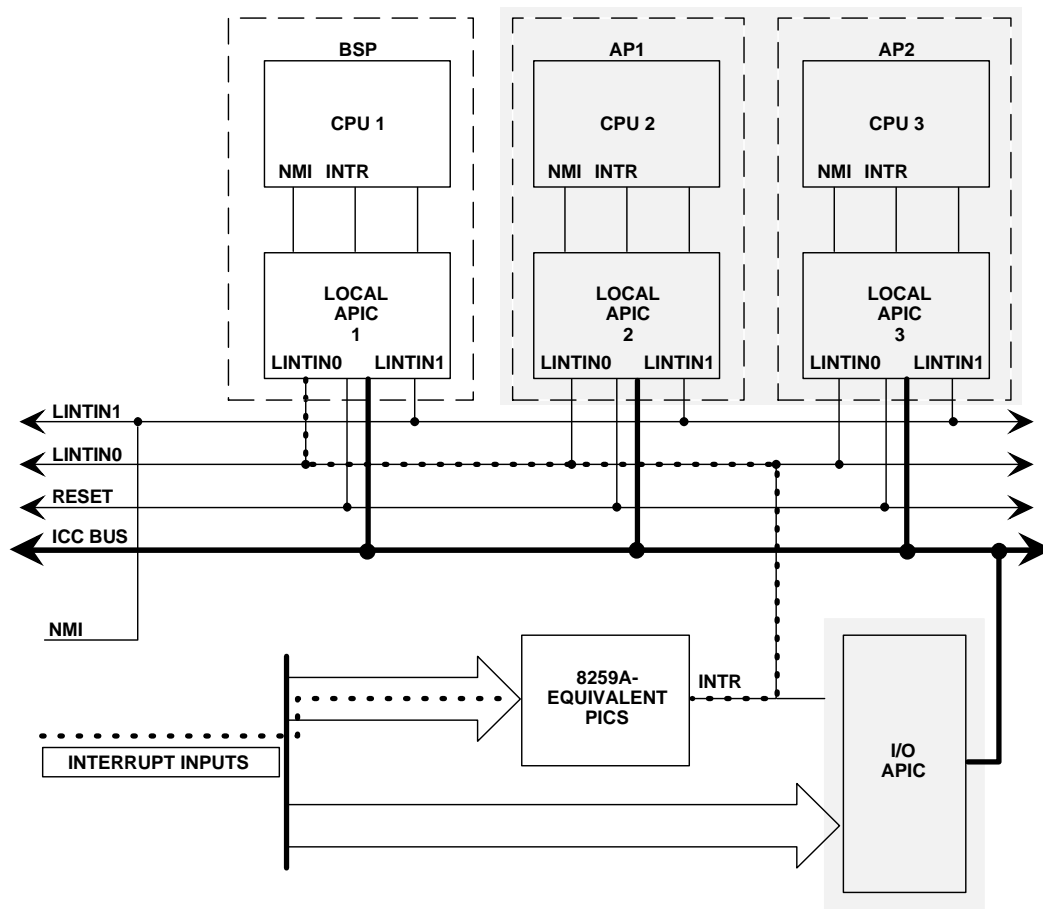 BSP
AP1
AP2
CPU 1
CPU 2
CPU 3
NMI INTR
NMI INTR
NMI INTR
LOCAL
APIC
1
LOCAL
APIC
2
LOCAL
APIC
3
LINTIN0 LINTIN1
LINTIN0 LINTIN1
LINTIN0 LINTIN1
LINTIN1
LINTIN0
RESET
ICC BUS
NMI
8259A-
EQUIVALENT
PICS
INTR
INTERRUPT INPUTS
I/O
APIC